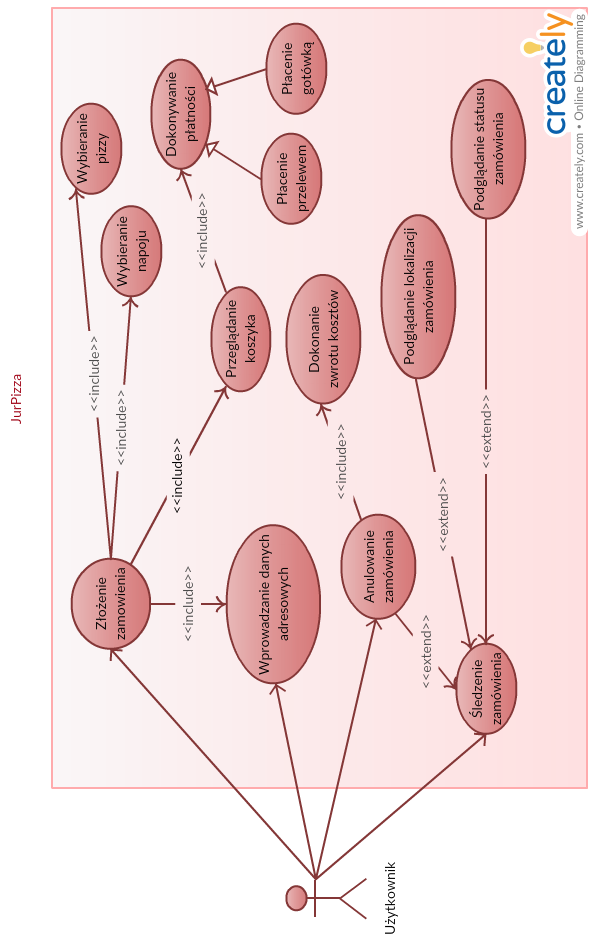 JurPizza
Użytkownik
Złożenie
zamowienia
Wprowadzanie danych
adresowych
Anulowanie
zamówienia
Śledzenie
zamówienia
<<include>>
<<include>>
<<include>>
<<include>>
<<include>>
<<include>>
<<extend>>
<<extend>>
<<extend>>
Wybieranie
pizzy
Wybieranie
napoju
Przeglądanie
koszyka
Dokonywanie
płatności
Płacenie
gotówką
Płacenie
przelewem
Dokonanie
zwrotu kosztów
Podglądanie lokalizacji
zamówienia
Podglądanie statusu
zamówienia
creately
www.creately.com • Online Diagramming